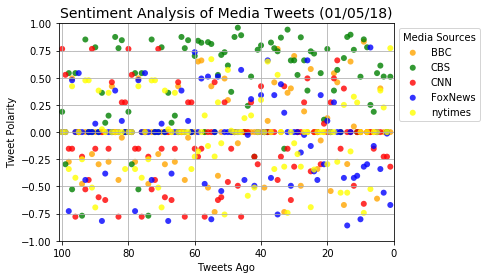 Sentiment Analysis of Media Tweets (01/05/18)
1.00
0.75
0.50
0.25
0.00
−0.25
−0.50
−0.75
−1.00
Tweet Polarity
100
80
60
40
20
0
Tweets Ago
Media Sources
BBC
CBS
CNN
FoxNews
nytimes